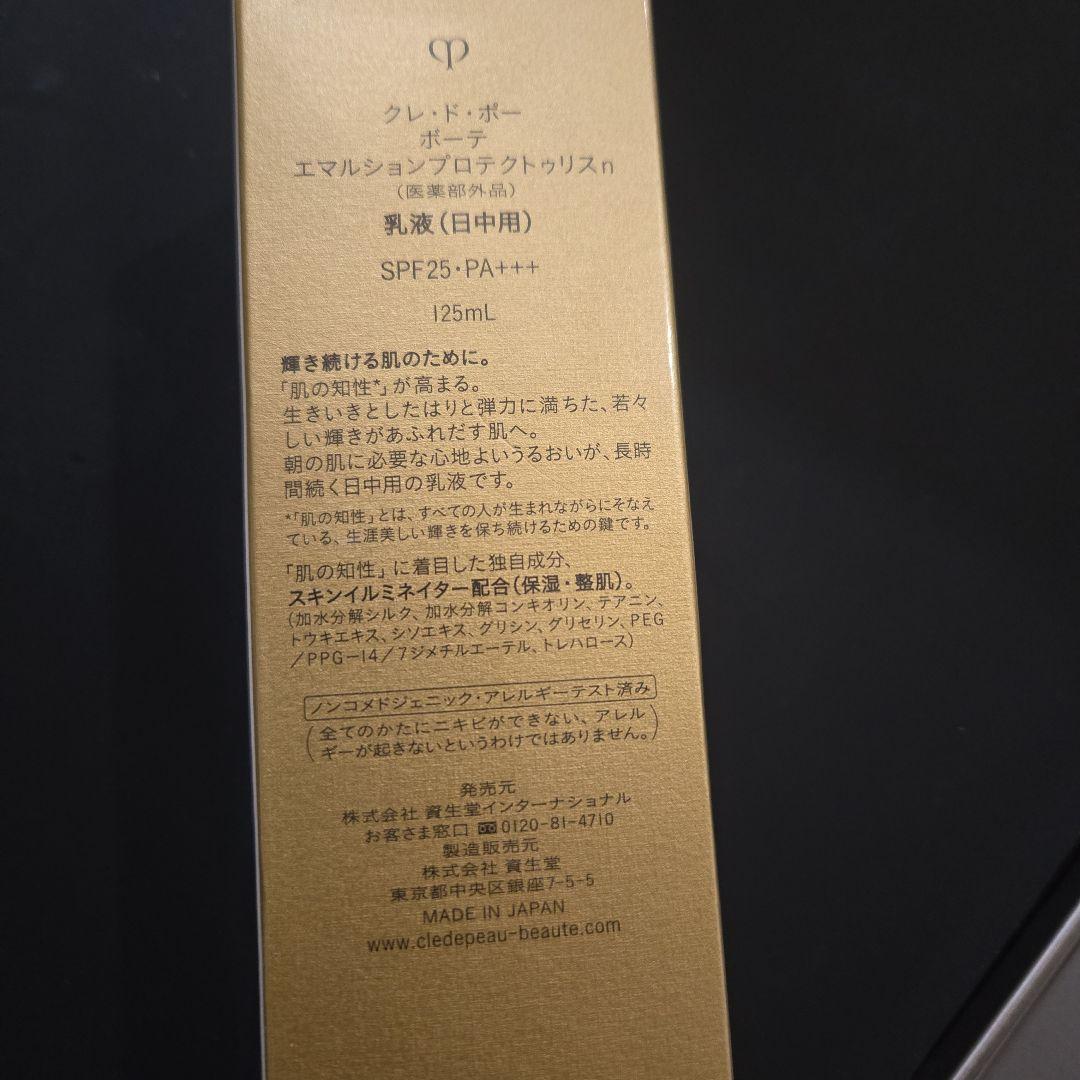 クレ・ド・ポー
ボーテ
エマルションプロテクトゥリスn
(医薬部外品)
乳液(日中用)
SPF25・PA+++
125mL
輝き続ける肌のために。
「肌の知性*」が高まる。
生きいきとしたはりと弾力に満ちた、若々
しい輝きがあふれだす肌へ。
朝の肌に必要な心地よいうるおいが、長時
間続く日中用の乳液です。
*「肌の知性」とは、すべての人が生まれながらにそなえ
ている、生涯美しい輝きを保ち続けるための鍵です。
「肌の知性」に着目した独自成分、
スキンイルミネイター配合(保湿・整肌)。
(加水分解シルク、加水分解コンキオリン、テアニン、
トウキエキス、シソエキス、グリシン、グリセリン、PEG
/PPG-14/7ジメチルエーテル、トレハロース)
ノンコメドジェニック・アレルギーテスト済み
(全てのかたにニキビができない、アレル
ギーが起きないというわけではありません。)
発売元
株式会社 資生堂インターナショナル
お客さま窓口 0120-81-4710
製造販売元
株式会社 資生堂
東京都中央区銀座7-5-5
MADE IN JAPAN
www.cledepeau-beaute.com